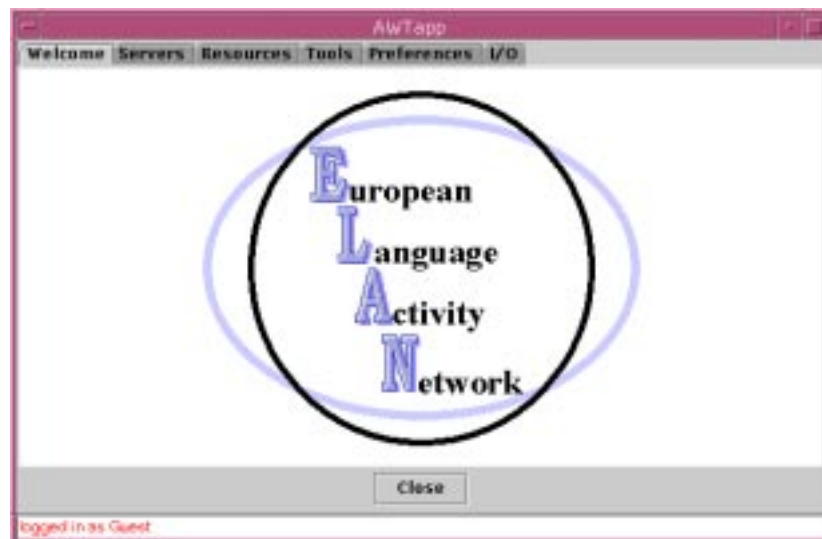 AWTapp
Welcome Servers Resources Tools Preferences I/O
European
Language
Activity
Network
Close
logged in as Guest